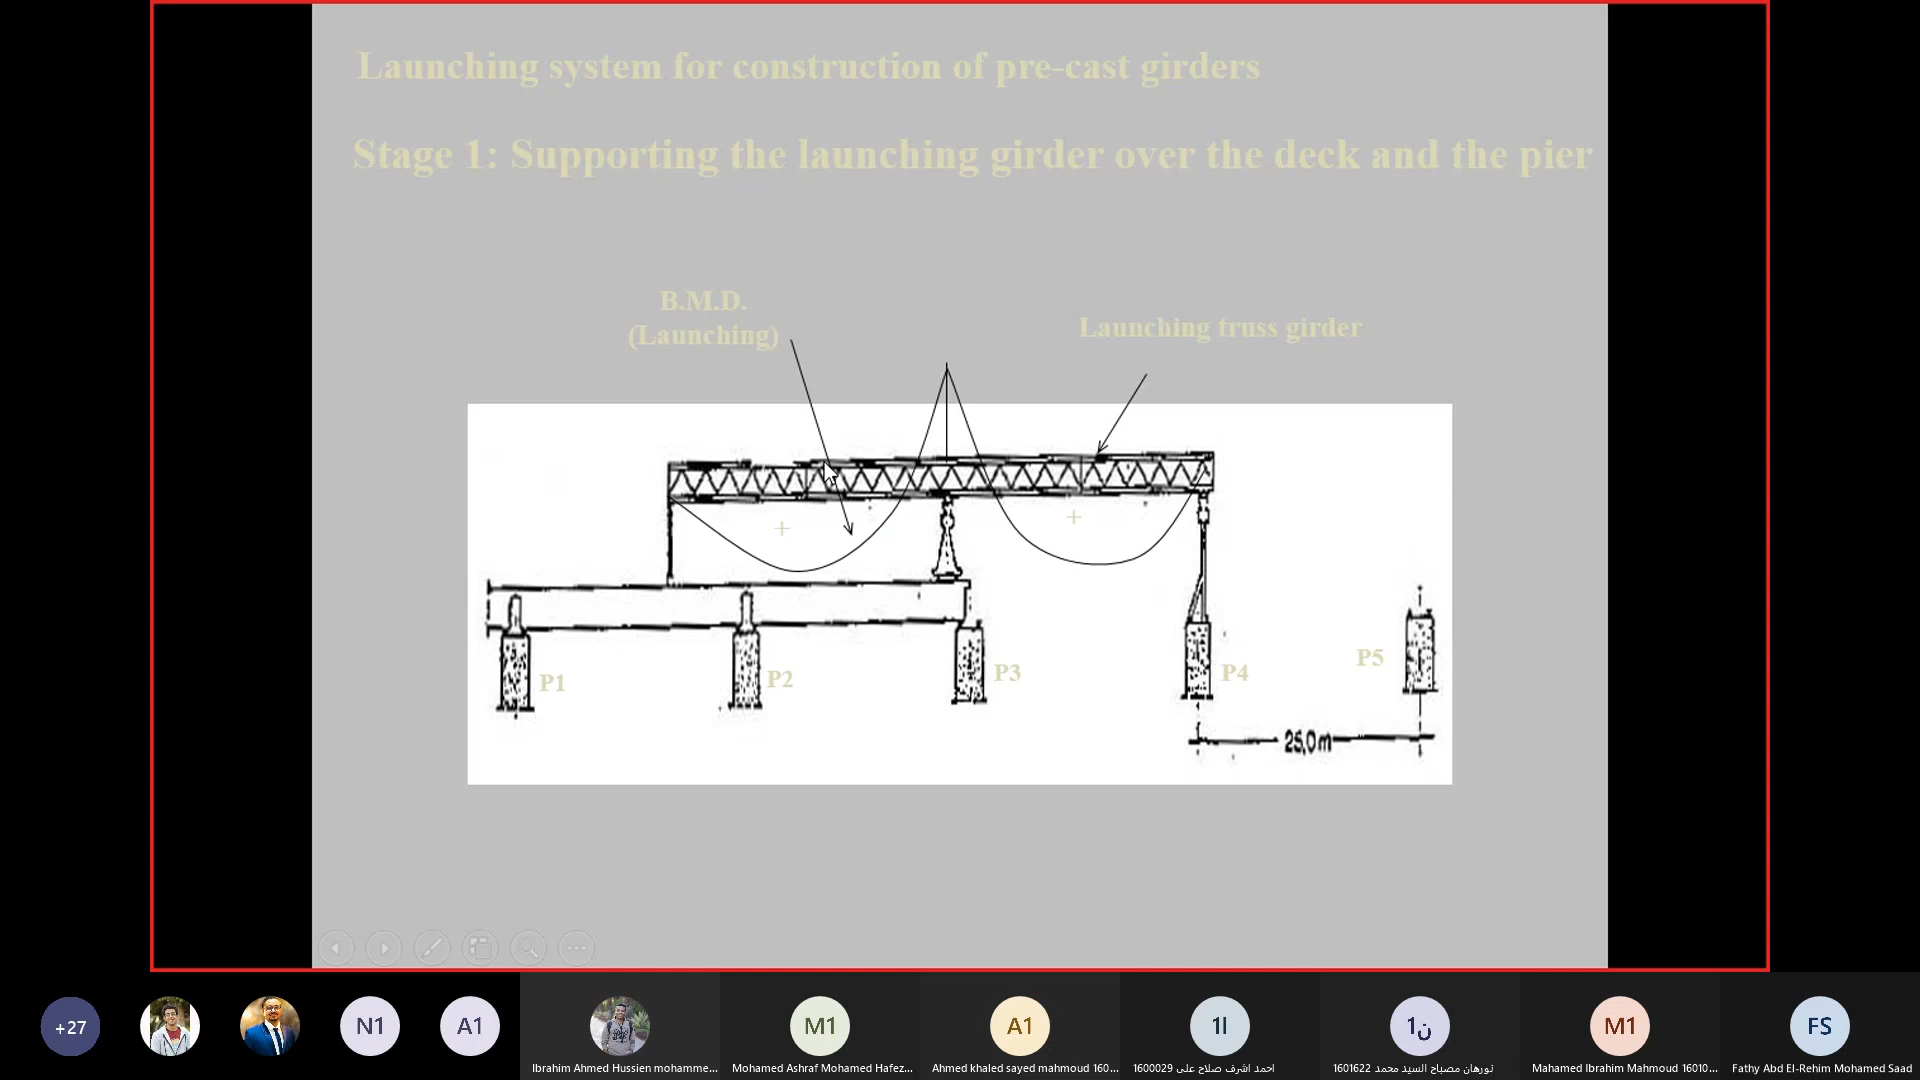 Launching system for construction of pre-cast girders
Stage 1: Supporting the launching girder over the deck and the pier
B.M.D.
(Launching)
Launching truss girder
+
+
P1
P2
P3
P4
P5
25,0m
+27
N1
A1
M1
A1
1ا
ن1
M1
FS
Ibrahim Ahmed Hussien mohamme...
Mohamed Ashraf Mohamed Hafez...
Ahmed khaled sayed mahmoud 160...
احمد اشرف صلاح على 1600029
نورهان مصباح السيد محمد 1601622
Mahamed Ibrahim Mahmoud 16010...
Fathy Abd El-Rehim Mohamed Saad